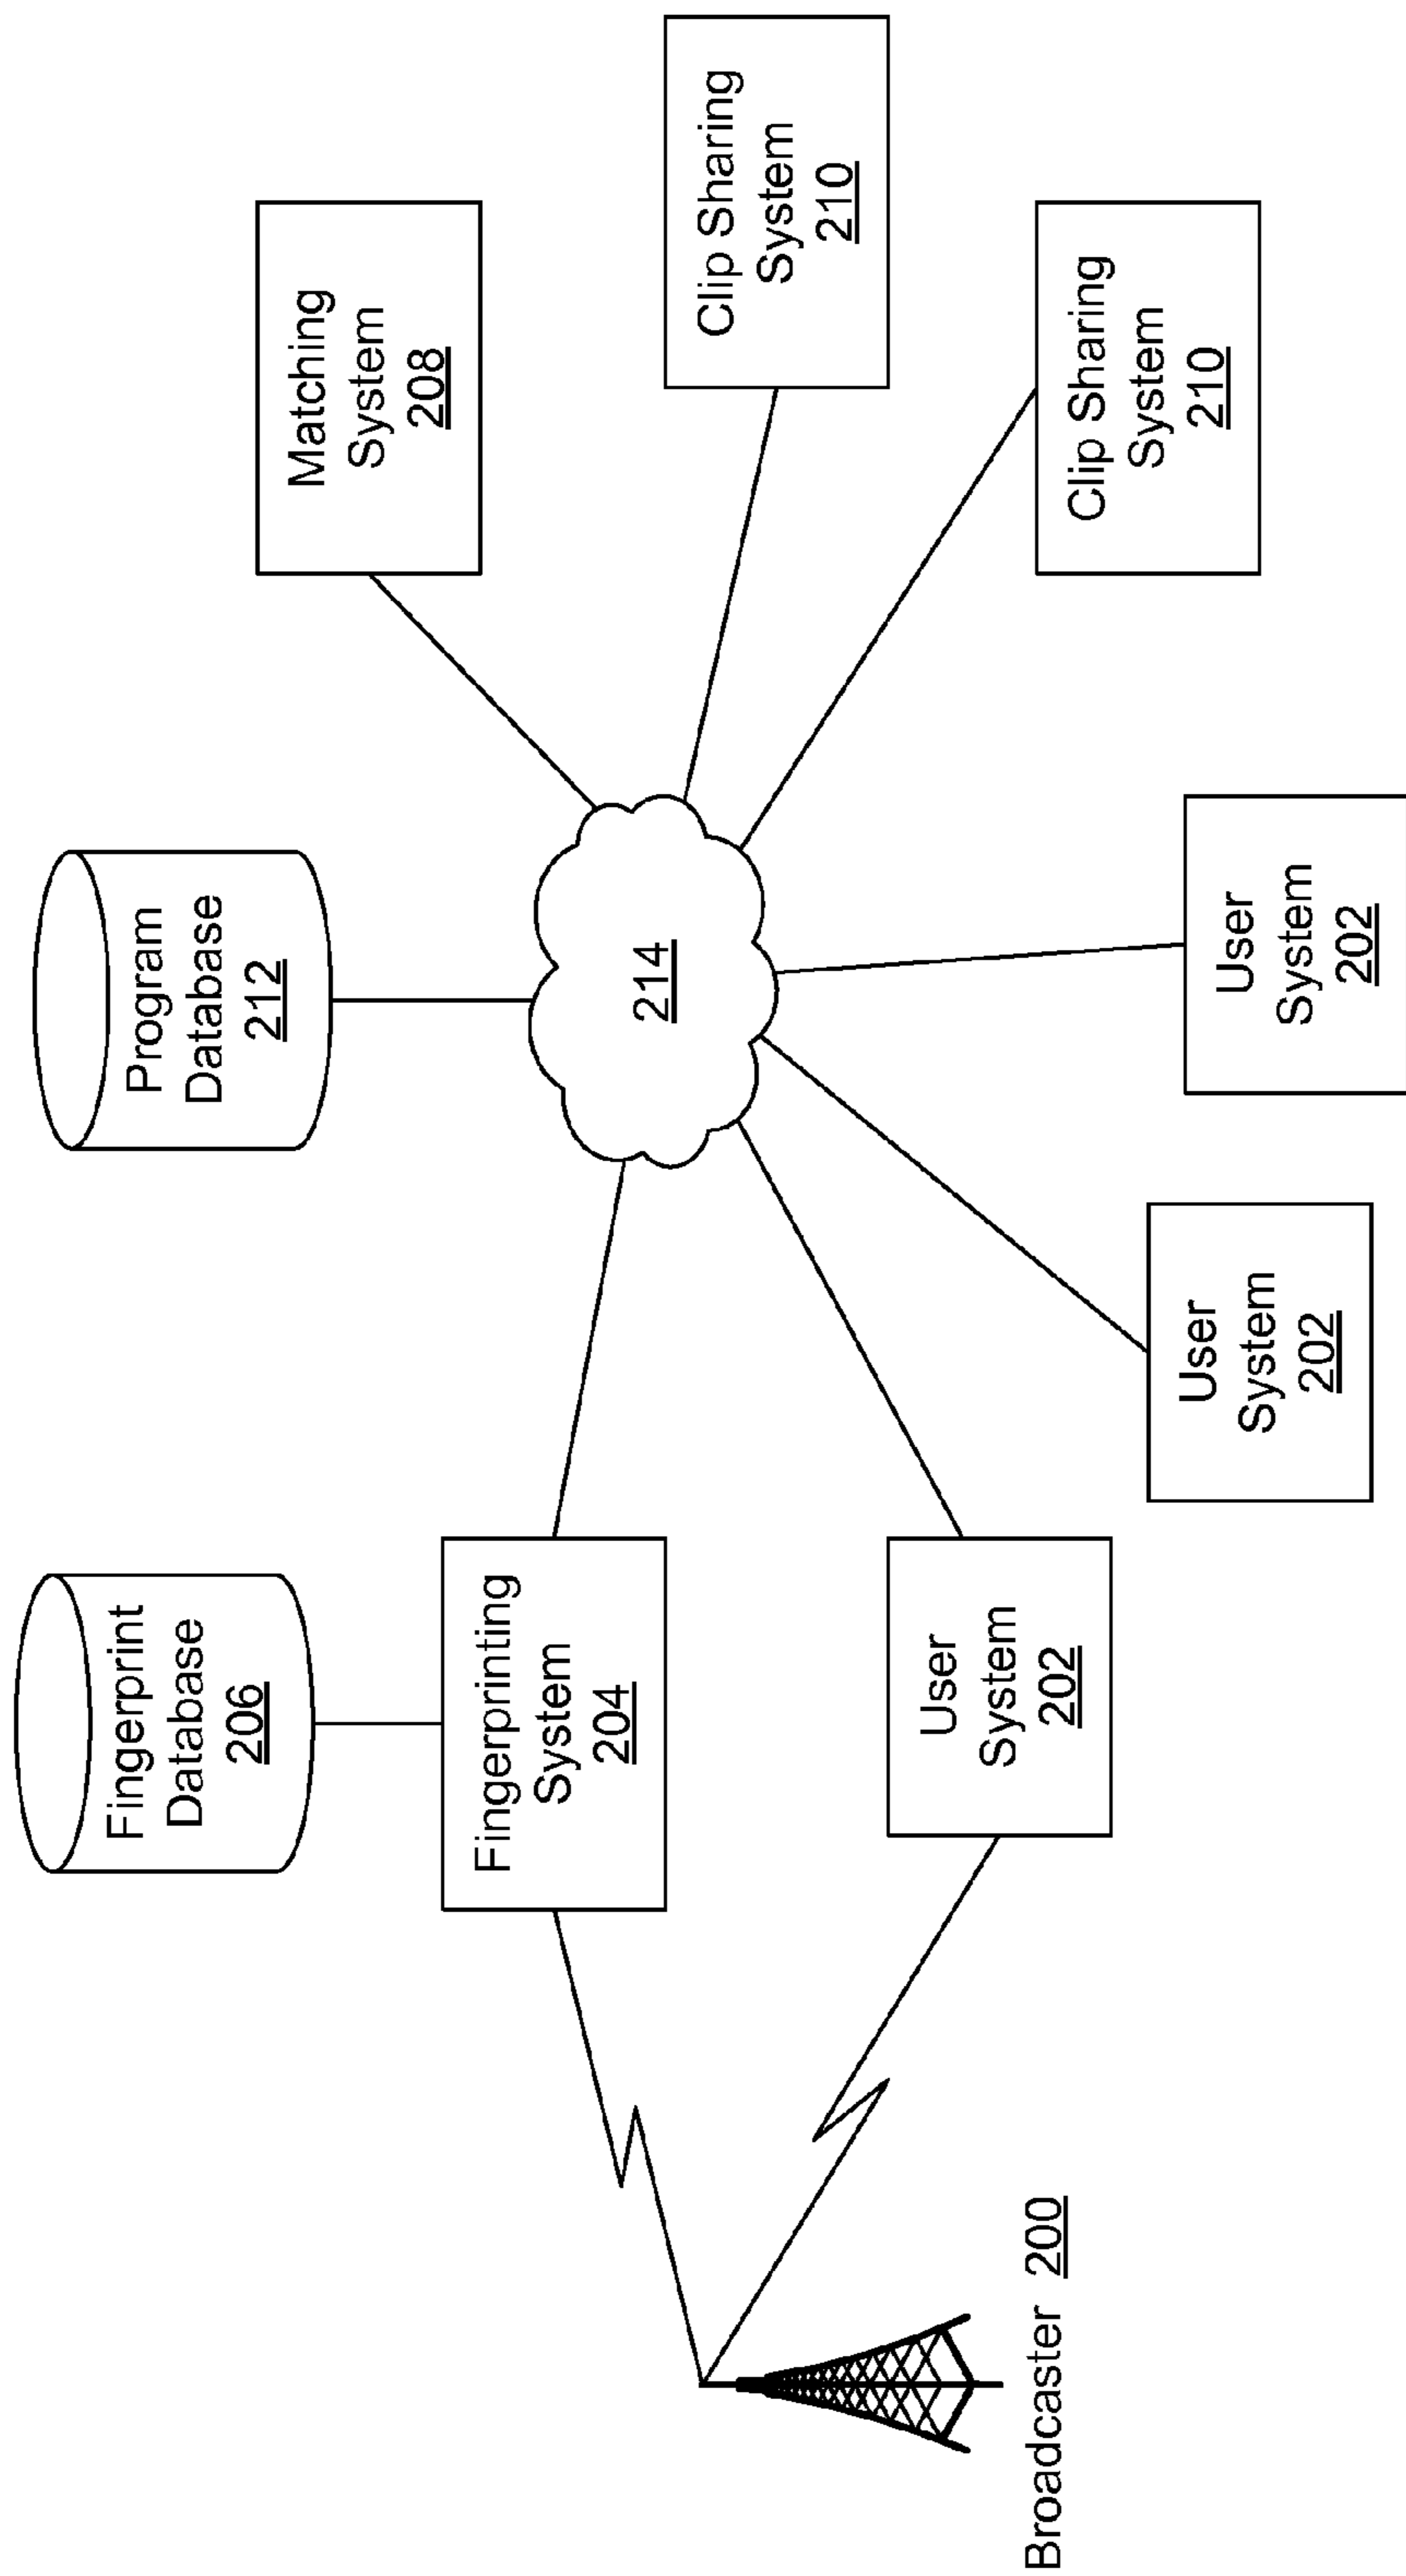 Fingerprint
Database
206
Program
Database
212
Matching
System
208
Fingerprinting
System
204
214
Clip Sharing
System
210
User
System
202
User
System
202
User
System
202
Clip Sharing
System
210
Broadcaster 200